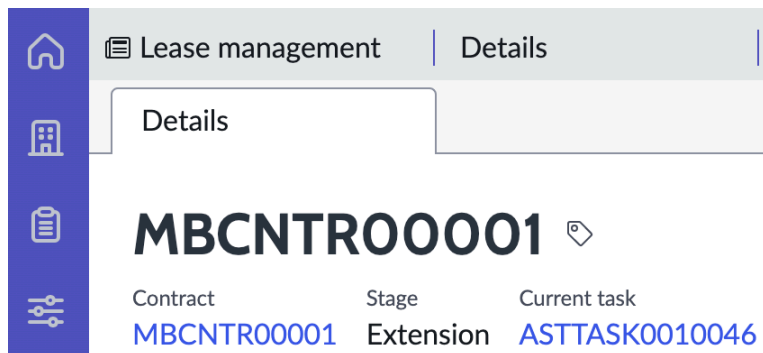 Lease management Details
Details
MBCNTR00001
Contract Stage Current task
MBCNTR00001 Extension ASTTASK0010046